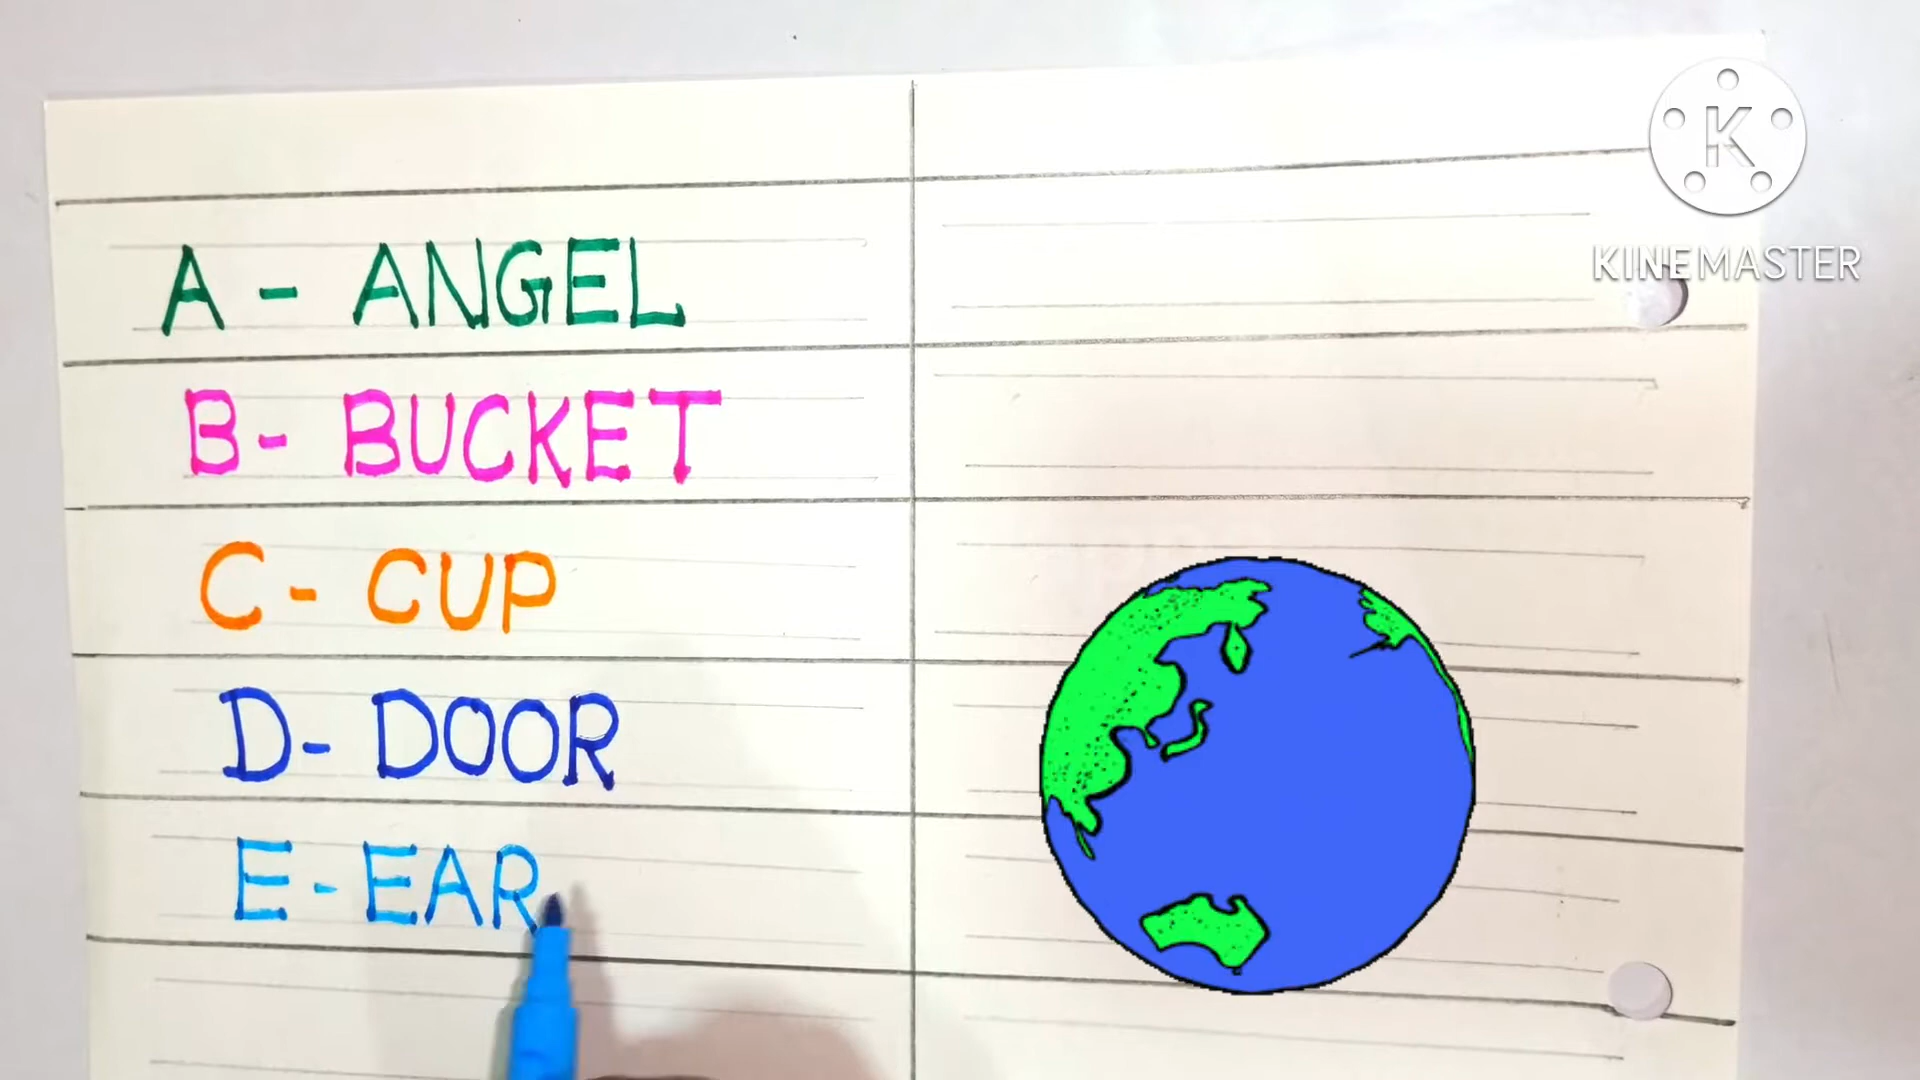 A - ANGEL
B - BUCKET
C - CUP
D - DOOR
E - EAR
K
KINEMASTER